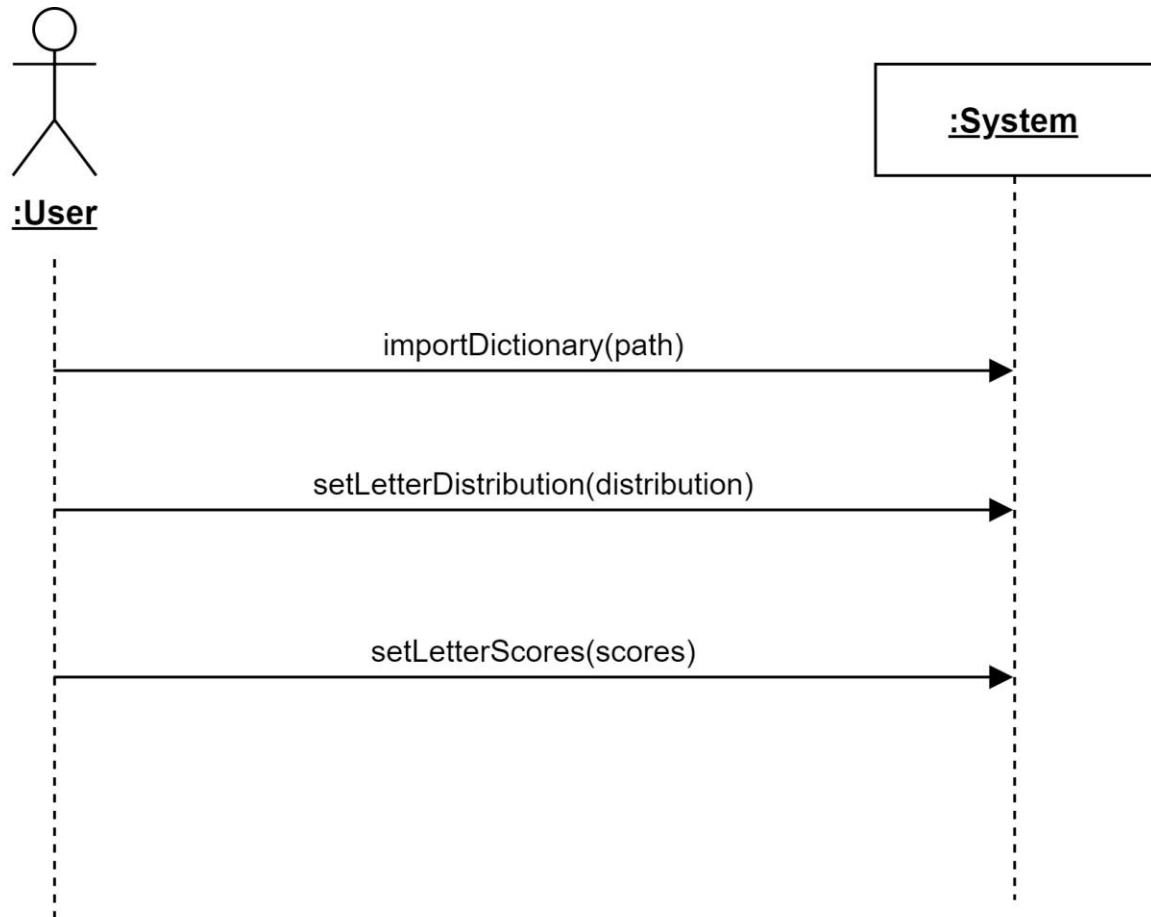 :System
:User
importDictionary(path)
setLetterDistribution(distribution)
setLetterScores(scores)